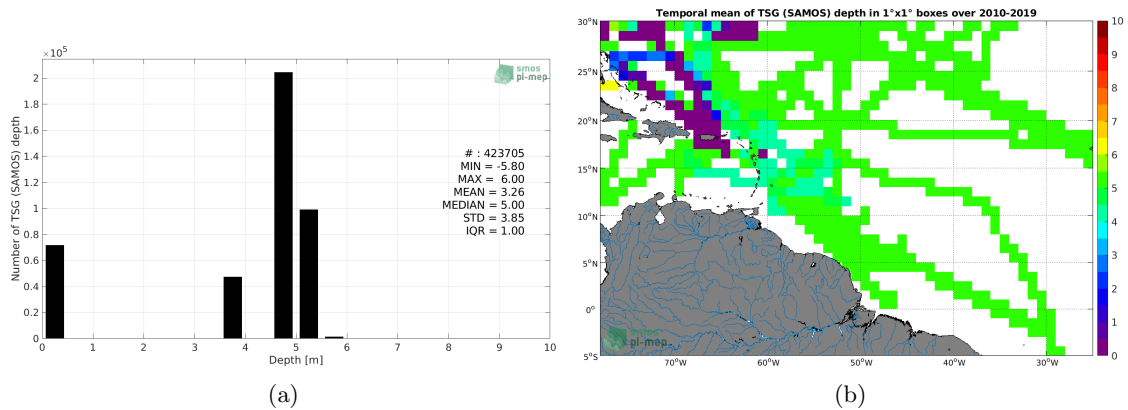 ×10⁵
2
1.8
1.6
1.4
1.2
1
0.8
0.6
0.4
0.2
0
Number of TSG (SAMOS) depth
0 1 2 3 4 5 6 7 8 9 10
Depth [m]
smos
pi-mep
# : 423705
MIN = -5.80
MAX = 6.00
MEAN = 3.26
MEDIAN = 5.00
STD = 3.85
IQR = 1.00
(a)
Temporal mean of TSG (SAMOS) depth in 1°x1° boxes over 2010-2019
30°N
25°N
20°N
15°N
10°N
5°N
0°
5°S
70°W 60°W 50°W 40°W 30°W
smos
pi-mep
10
9
8
7
6
5
4
3
2
1
0
(b)